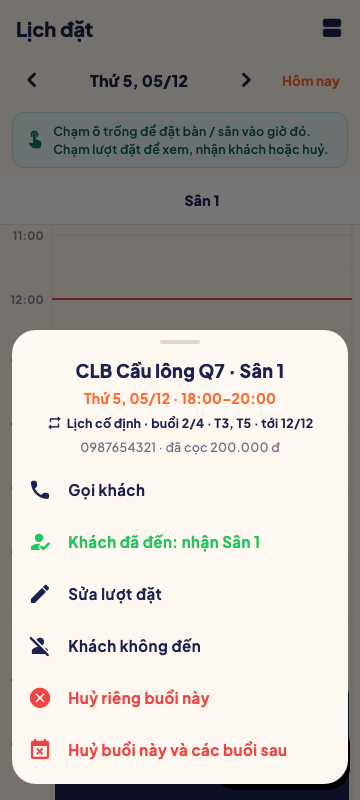 Lịch đặt
Thứ 5, 05/12
Hôm nay
Chạm ô trống để đặt bàn / sân vào giờ đó.
Chạm lượt đặt để xem, nhận khách hoặc huỷ.
Sân 1
11:00
12:00
CLB Cầu lông Q7 · Sân 1
Thứ 5, 05/12 · 18:00–20:00
Lịch cố định · buổi 2/4 · T3, T5 · tới 12/12
0987654321 · đã cọc 200.000 đ
Gọi khách
Khách đã đến: nhận Sân 1
Sửa lượt đặt
Khách không đến
Huỷ riêng buổi này
Huỷ buổi này và các buổi sau